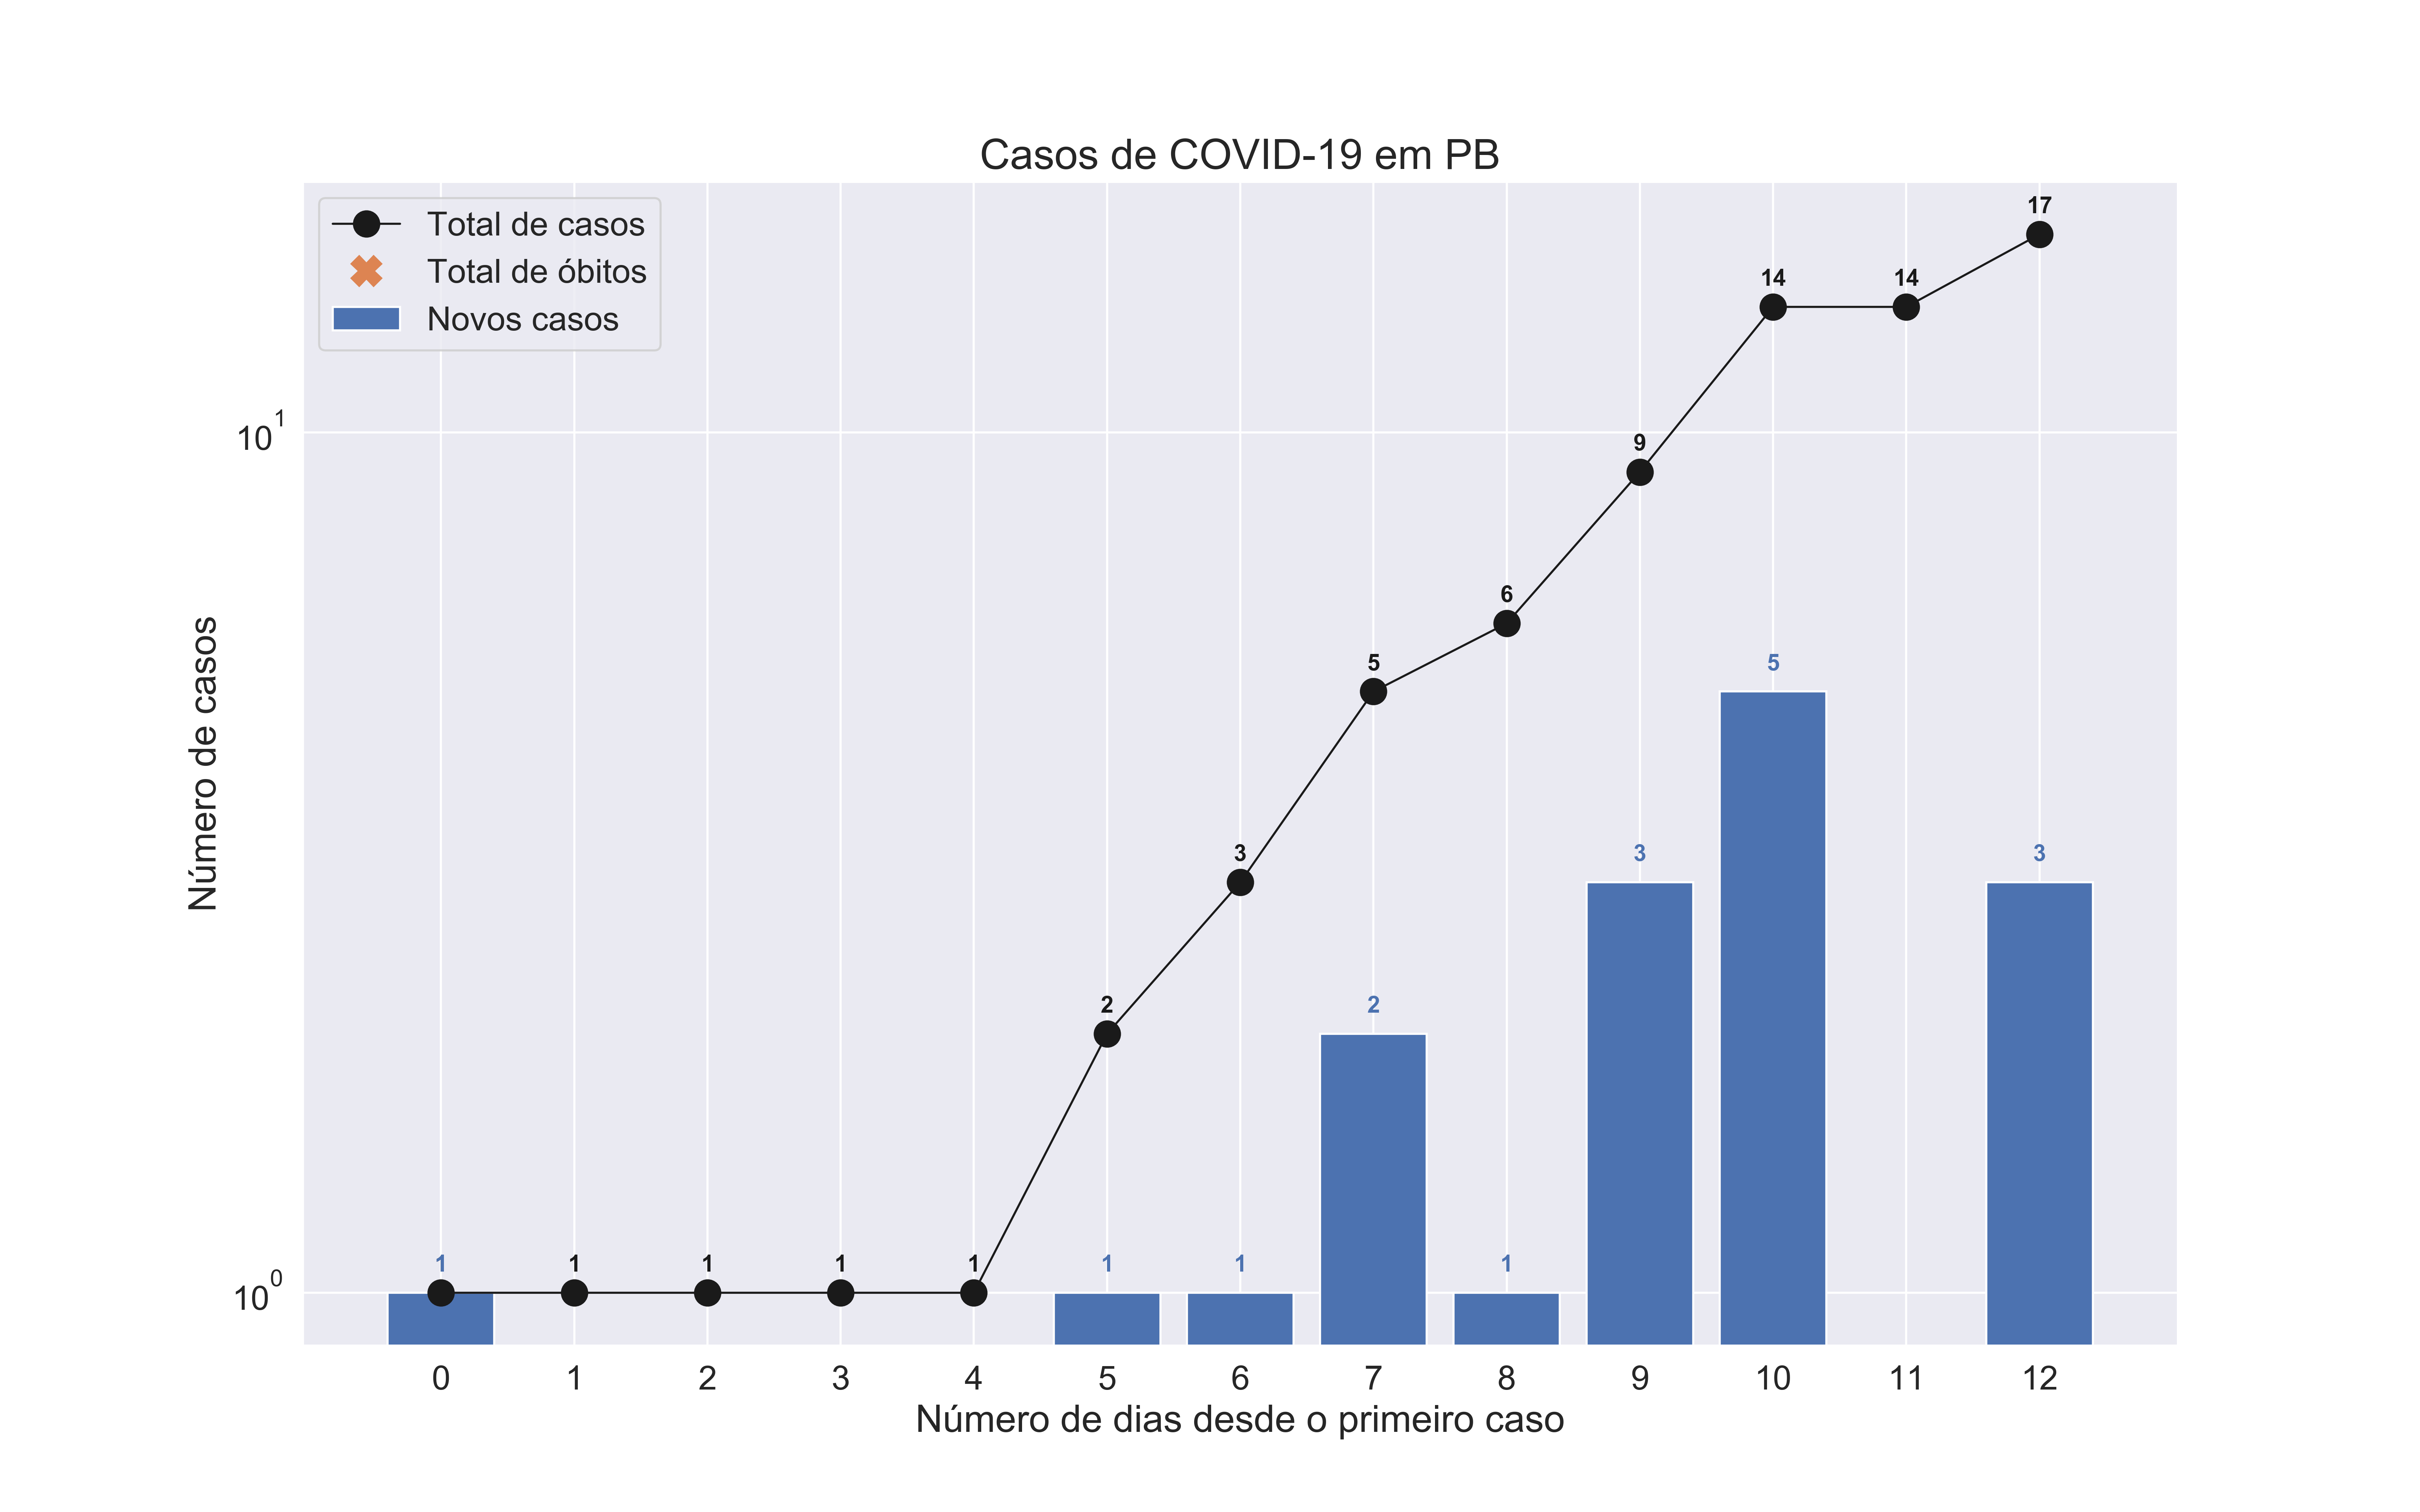 Casos de COVID-19 em PB
Total de casos
Total de óbitos
Novos casos
17
14 14
10^1
9
6
5
5
3 3 3
2 2
1 1 1 1 1 1 1 1
10^0
0 1 2 3 4 5 6 7 8 9 10 11 12
Número de dias desde o primeiro caso
Número de casos